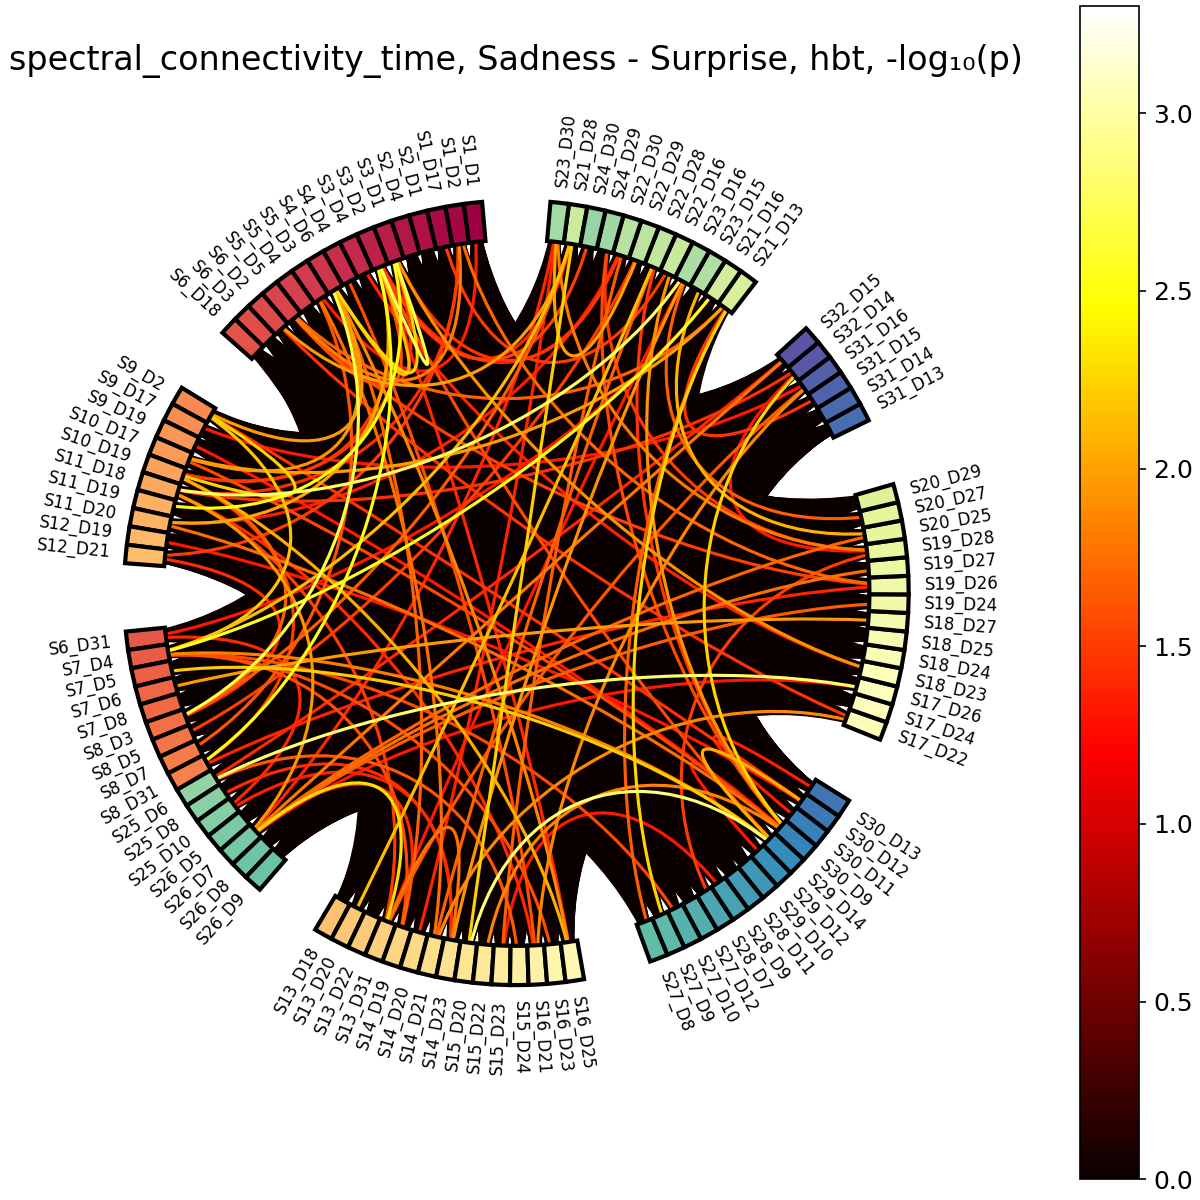 spectral_connectivity_time, Sadness - Surprise, hbt, -log₁₀(p)
S1_D1
S1_D2
S1_D17
S2_D1
S2_D4
S3_D1
S3_D2
S3_D4
S4_D6
S5_D3
S5_D4
S5_D5
S6_D2
S6_D3
S6_D18
S9_D2
S9_D17
S9_D19
S10_D17
S10_D19
S11_D18
S11_D19
S11_D20
S12_D19
S12_D21
S6_D31
S7_D4
S7_D5
S7_D6
S7_D8
S8_D3
S8_D5
S8_D7
S8_D31
S25_D6
S25_D8
S25_D10
S26_D5
S26_D7
S26_D8
S26_D9
S13_D18
S13_D20
S13_D22
S13_D31
S14_D19
S14_D20
S14_D21
S14_D23
S15_D20
S15_D22
S15_D23
S15_D24
S16_D21
S16_D23
S16_D25
S27_D8
S27_D9
S27_D10
S27_D12
S28_D7
S28_D9
S28_D11
S29_D10
S29_D12
S29_D14
S30_D9
S30_D11
S30_D12
S30_D13
S17_D22
S17_D24
S17_D26
S18_D23
S18_D24
S18_D25
S18_D27
S19_D24
S19_D26
S19_D27
S19_D28
S20_D25
S20_D27
S20_D29
S31_D13
S31_D14
S31_D15
S31_D16
S32_D14
S32_D15
S21_D13
S21_D16
S23_D15
S23_D16
S22_D16
S22_D28
S22_D29
S22_D30
S24_D29
S24_D30
S21_D28
S23_D30
3.0
2.5
2.0
1.5
1.0
0.5
0.0